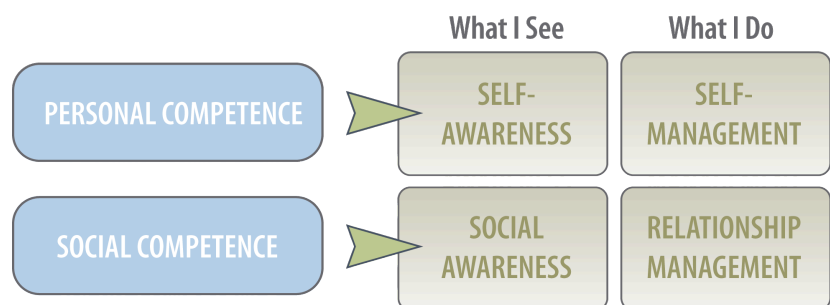 What I See
What I Do
PERSONAL COMPETENCE
SELF-
AWARENESS
SELF-
MANAGEMENT
SOCIAL COMPETENCE
SOCIAL
AWARENESS
RELATIONSHIP
MANAGEMENT